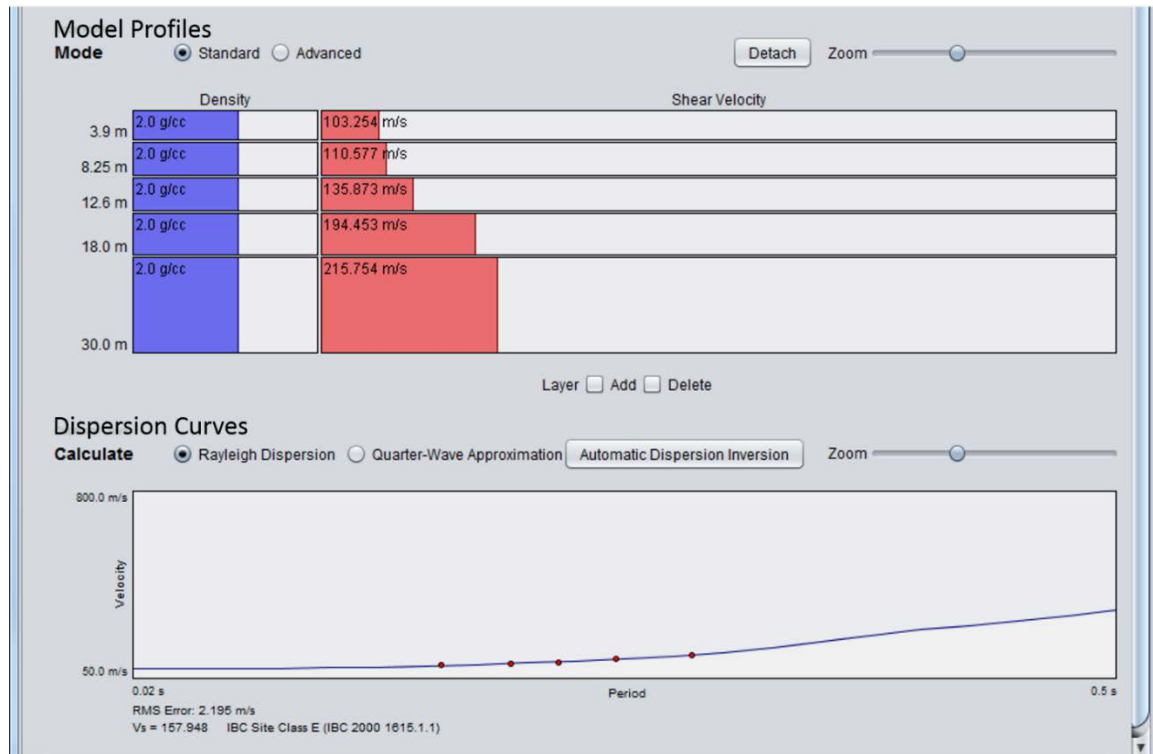 Model Profiles
Mode Standard Advanced Detach Zoom
Density Shear Velocity
3.9 m 2.0 g/cc 103.254 m/s
8.25 m 2.0 g/cc 110.577 m/s
12.6 m 2.0 g/cc 135.873 m/s
18.0 m 2.0 g/cc 194.453 m/s
30.0 m 2.0 g/cc 215.754 m/s
Layer Add Delete
Dispersion Curves
Calculate Rayleigh Dispersion Quarter-Wave Approximation Automatic Dispersion Inversion Zoom
800.0 m/s
Velocity
50.0 m/s
0.02 s Period 0.5 s
RMS Error: 2.195 m/s
Vs = 157.948 IBC Site Class E (IBC 2000 1615.1.1)